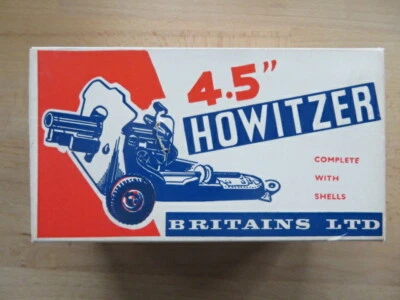 4.5"
HOWITZER
COMPLETE
WITH
SHELLS
BRITAINS LTD